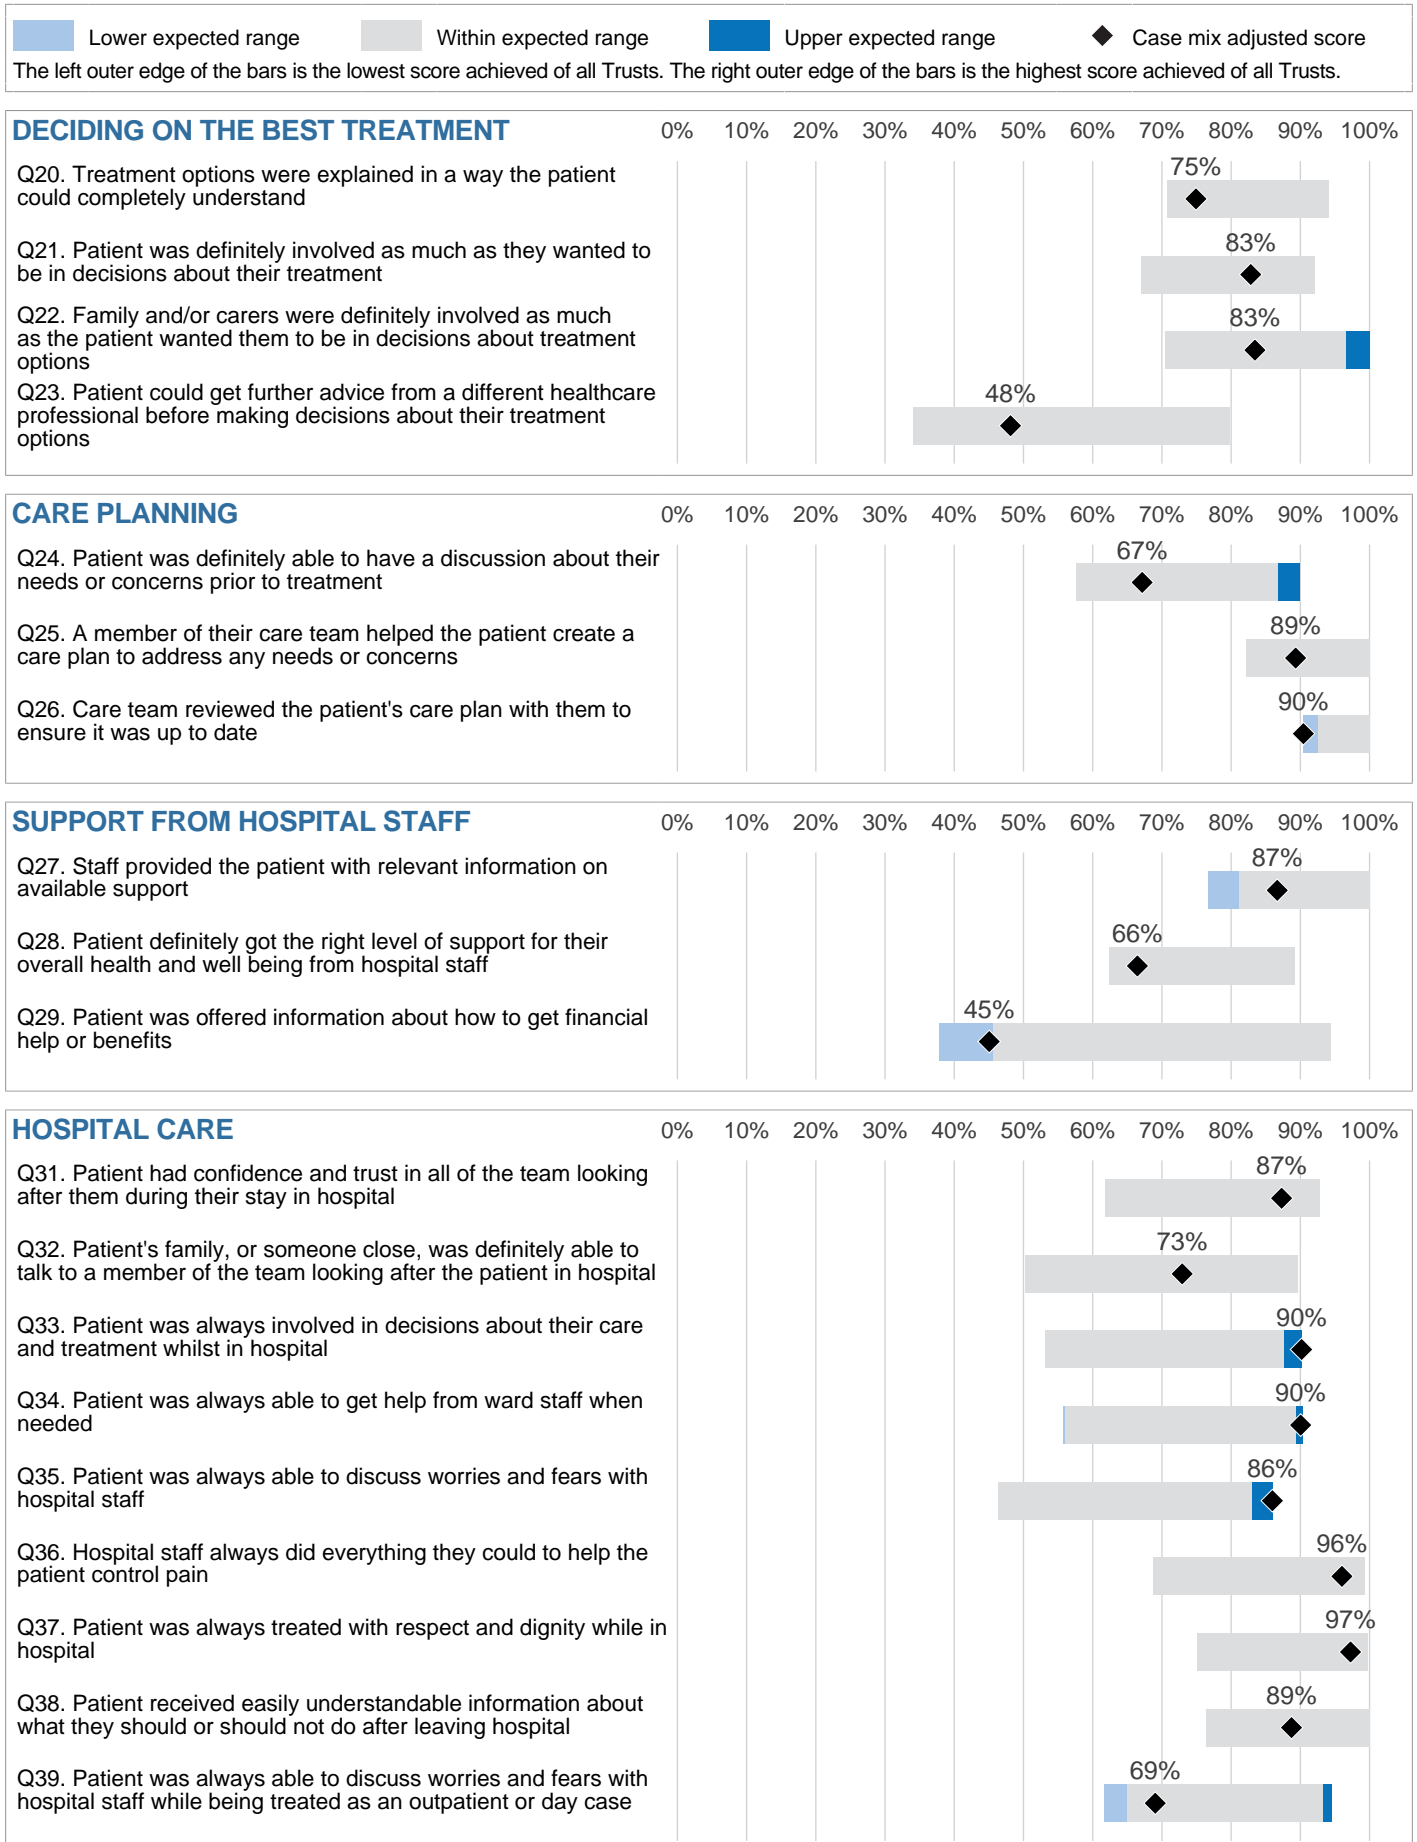 Lower expected range Within expected range Upper expected range Case mix adjusted score
The left outer edge of the bars is the lowest score achieved of all Trusts. The right outer edge of the bars is the highest score achieved of all Trusts.
DECIDING ON THE BEST TREATMENT 0% 10% 20% 30% 40% 50% 60% 70% 80% 90% 100%
Q20. Treatment options were explained in a way the patient
could completely understand
75%
Q21. Patient was definitely involved as much as they wanted to
be in decisions about their treatment
83%
Q22. Family and/or carers were definitely involved as much
as the patient wanted them to be in decisions about treatment
options
83%
Q23. Patient could get further advice from a different healthcare
professional before making decisions about their treatment
options
48%
CARE PLANNING 0% 10% 20% 30% 40% 50% 60% 70% 80% 90% 100%
Q24. Patient was definitely able to have a discussion about their
needs or concerns prior to treatment
67%
Q25. A member of their care team helped the patient create a
care plan to address any needs or concerns
89%
Q26. Care team reviewed the patient's care plan with them to
ensure it was up to date
90%
SUPPORT FROM HOSPITAL STAFF 0% 10% 20% 30% 40% 50% 60% 70% 80% 90% 100%
Q27. Staff provided the patient with relevant information on
available support
87%
Q28. Patient definitely got the right level of support for their
overall health and well being from hospital staff
66%
Q29. Patient was offered information about how to get financial
help or benefits
45%
HOSPITAL CARE 0% 10% 20% 30% 40% 50% 60% 70% 80% 90% 100%
Q31. Patient had confidence and trust in all of the team looking
after them during their stay in hospital
87%
Q32. Patient's family, or someone close, was definitely able to
talk to a member of the team looking after the patient in hospital
73%
Q33. Patient was always involved in decisions about their care
and treatment whilst in hospital
90%
Q34. Patient was always able to get help from ward staff when
needed
90%
Q35. Patient was always able to discuss worries and fears with
hospital staff
86%
Q36. Hospital staff always did everything they could to help the
patient control pain
96%
Q37. Patient was always treated with respect and dignity while in
hospital
97%
Q38. Patient received easily understandable information about
what they should or should not do after leaving hospital
89%
Q39. Patient was always able to discuss worries and fears with
hospital staff while being treated as an outpatient or day case
69%